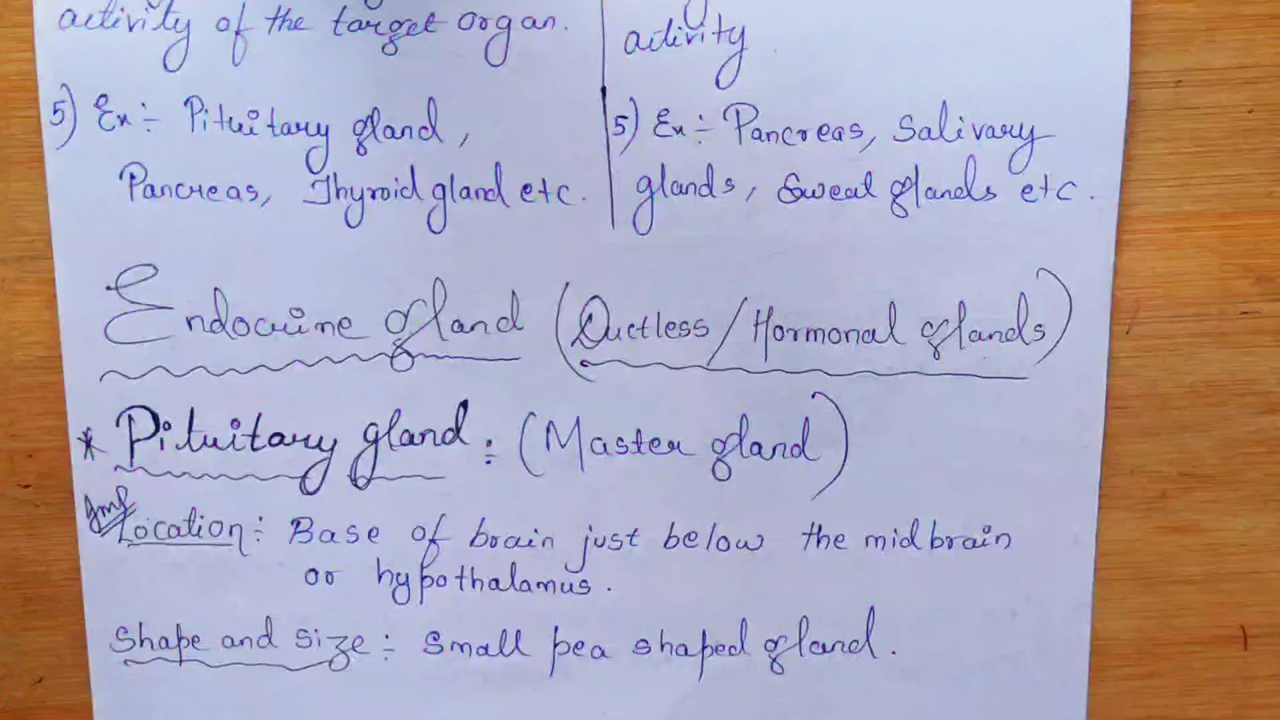 activity of the target organ.
activity.
5) Ex:- Pituitary gland,
Pancreas, Thyroid gland etc.
5) Ex:- Pancreas, Salivary
glands, Sweat glands etc.
Endocrine gland (Ductless/Hormonal glands)
* Pituitary gland :- (Master gland)
Imp
Location :- Base of brain just below the midbrain
or hypothalamus.
Shape and Size :- Small pea shaped gland.